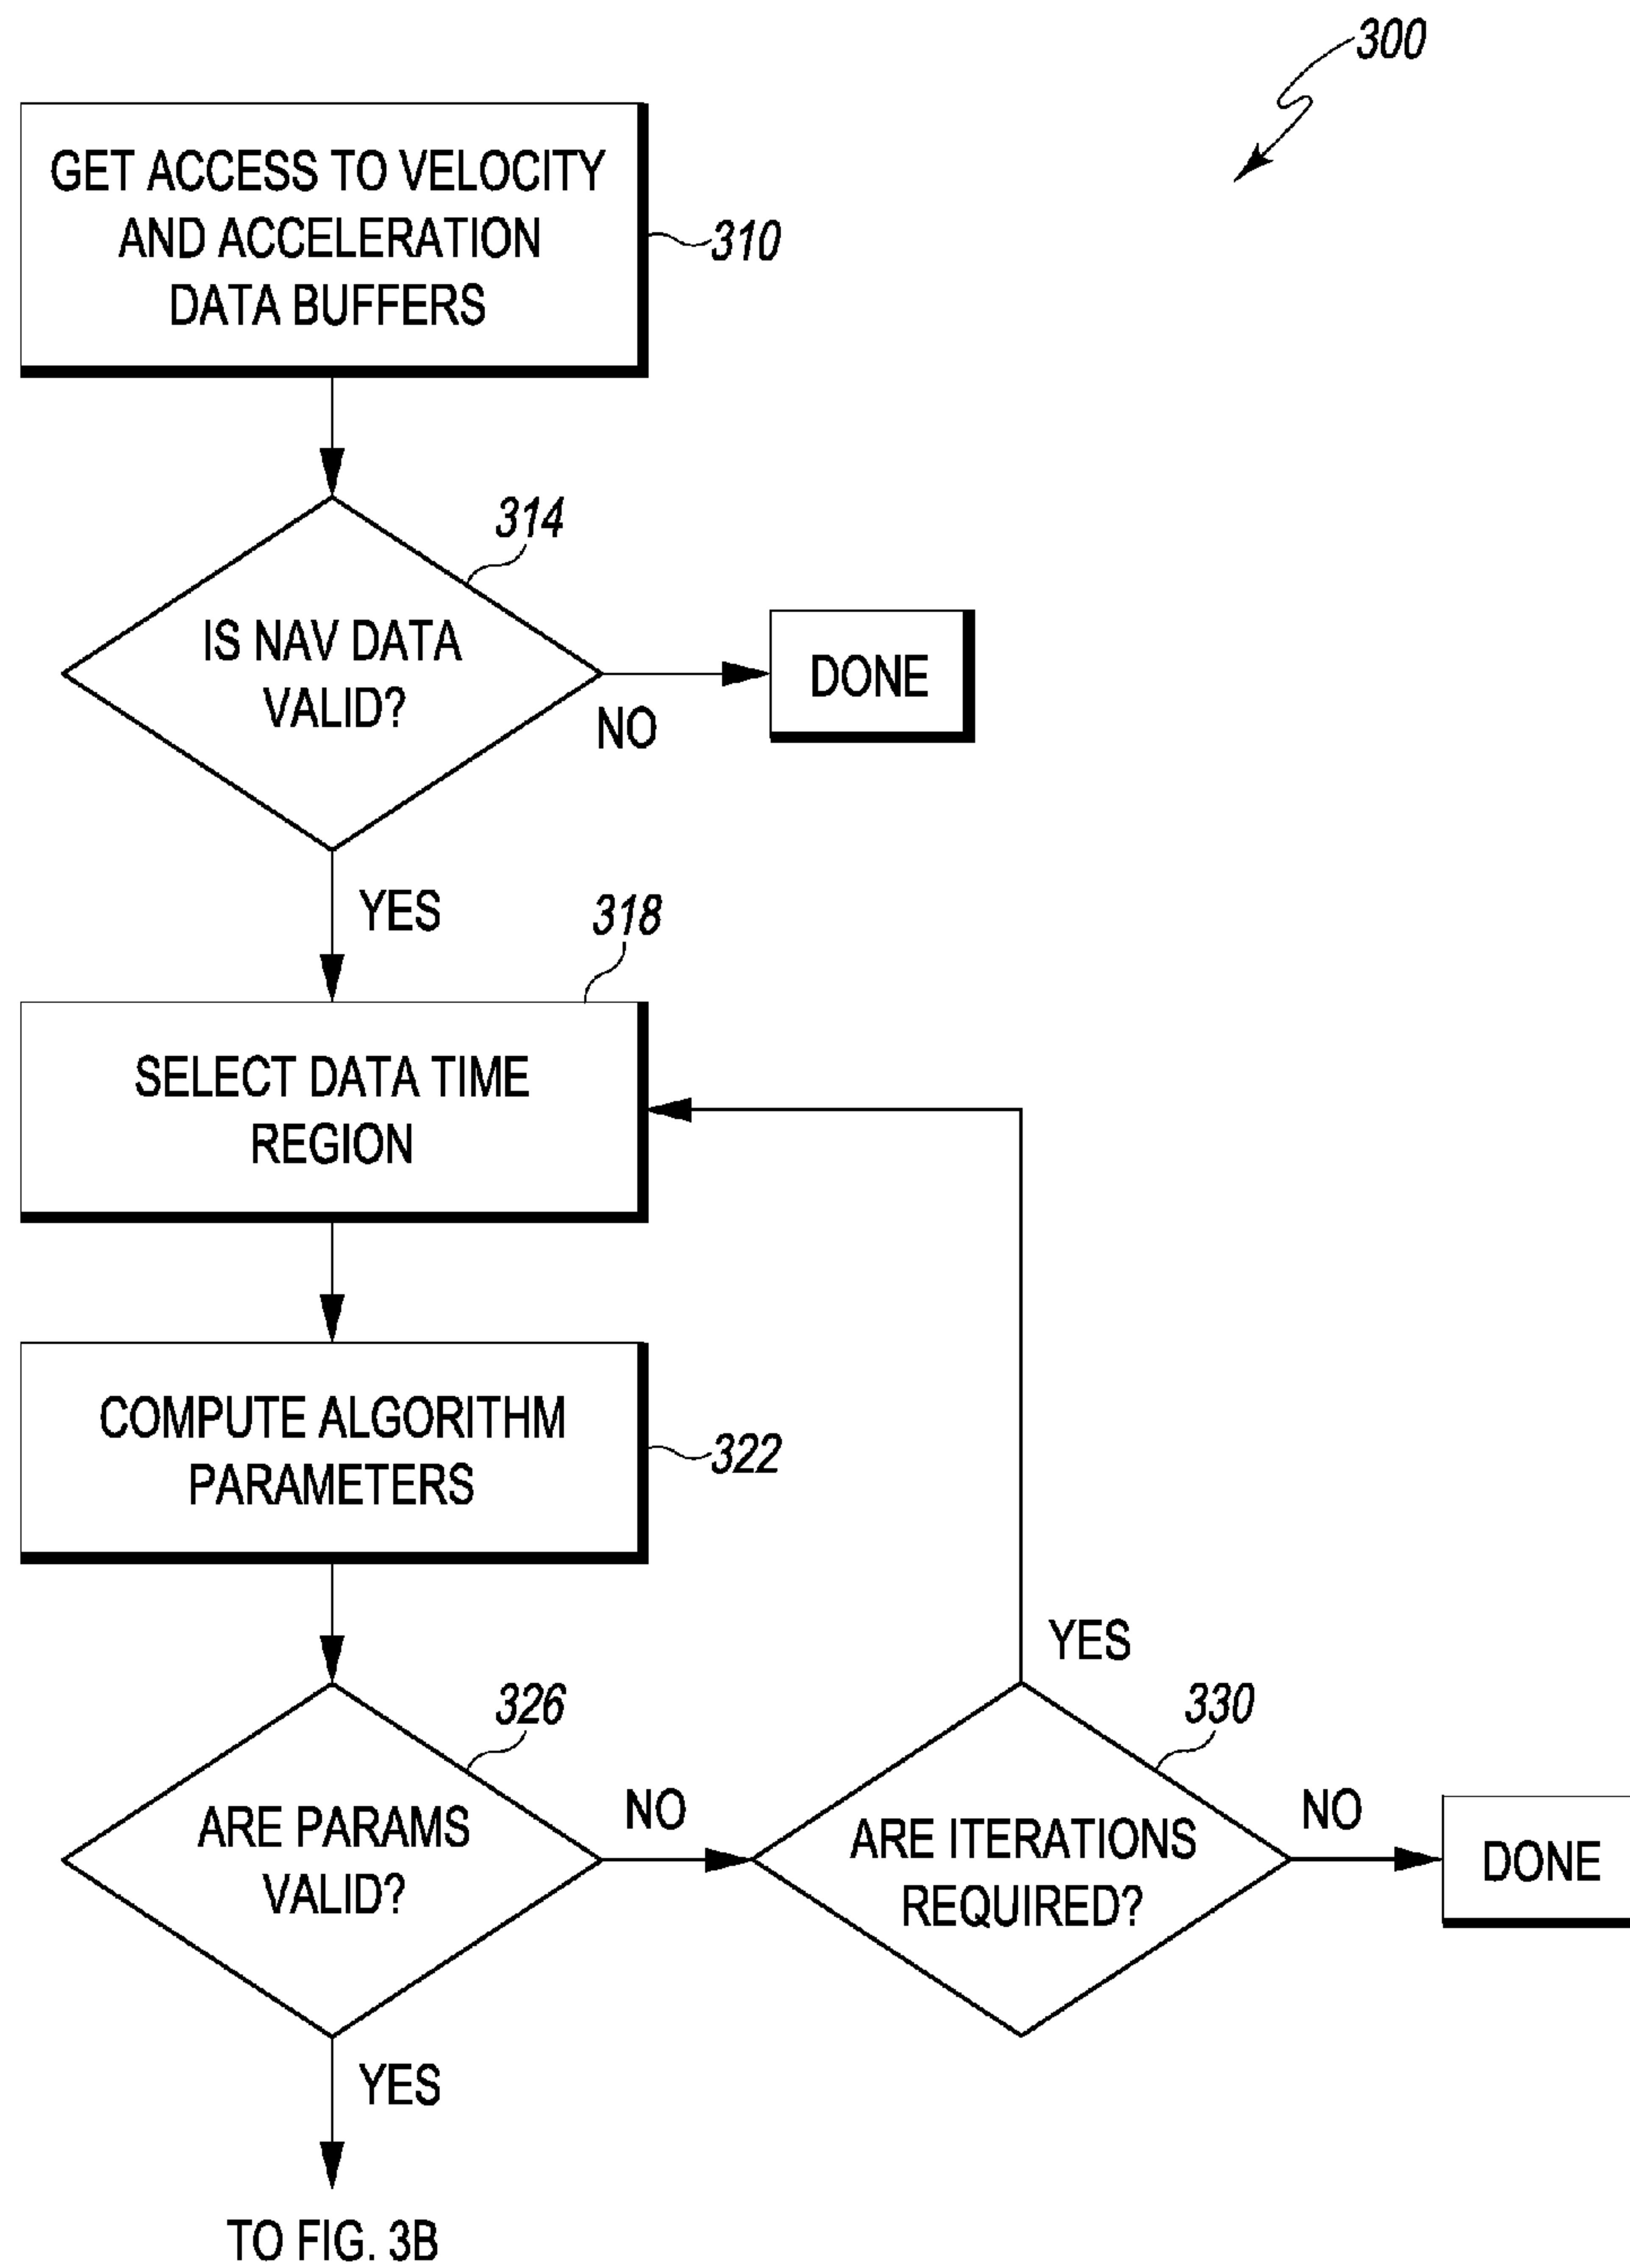 300
GET ACCESS TO VELOCITY
AND ACCELERATION
DATA BUFFERS
310
314
IS NAV DATA
VALID?
NO
DONE
YES
318
SELECT DATA TIME
REGION
COMPUTE ALGORITHM
PARAMETERS
322
YES
326
330
ARE PARAMS
VALID?
NO
ARE ITERATIONS
REQUIRED?
NO
DONE
YES
TO FIG. 3B